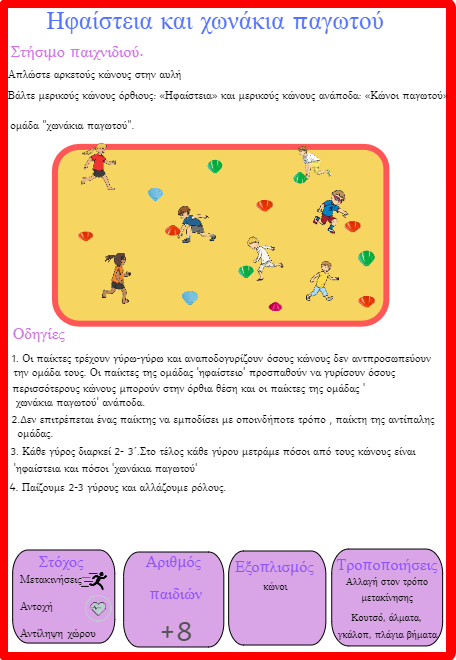 Ηφαίστεια και χωνάκια παγωτού
Στήσιμο παιχνιδιού.
Απλώστε αρκετούς κώνους στην αυλή
Βάλτε μερικούς κώνους όρθιους: «Ηφαίστεια» και μερικούς κώνους ανάποδα: «Κώνοι παγωτού»
ομάδα "χωνάκια παγωτού".
Οδηγίες
1. Οι παίκτες τρέχουν γύρω-γύρω και αναποδογυρίζουν όσους κώνους δεν αντπροσωπεύουν
την ομάδα τους. Οι παίκτες της ομάδας 'ηφαίστειο' προσπαθούν να γυρίσουν όσους
περισσότερους κώνους μπορούν στην όρθια θέση και οι παίκτες της ομάδας '
χωνάκια παγωτού' ανάποδα.
2.Δεν επιτρέπεται ένας παίκτης να εμποδίσει με οποινδήποτε τρόπο , παίκτη της αντίπαλης
ομάδας.
3. Κάθε γύρος διαρκεί 2- 3΄.Στο τέλος κάθε γύρου μετράμε πόσοι από τους κώνους είναι
'ηφαίστεια και πόσοι 'χωνάκια παγωτού'
4. Παίζουμε 2-3 γύρους και αλλάζουμε ρόλους.
Στόχος
Μετακινήσεις
Αντοχή
Αντίληψη χώρου
Αριθμός
παιδιών
+8
Εξοπλισμός
κώνοι
Τροποποιήσεις
Αλλαγή στον τρόπο
μετακίνησης
Κουτσό, άλματα,
γκάλοπ, πλάγια βήματα